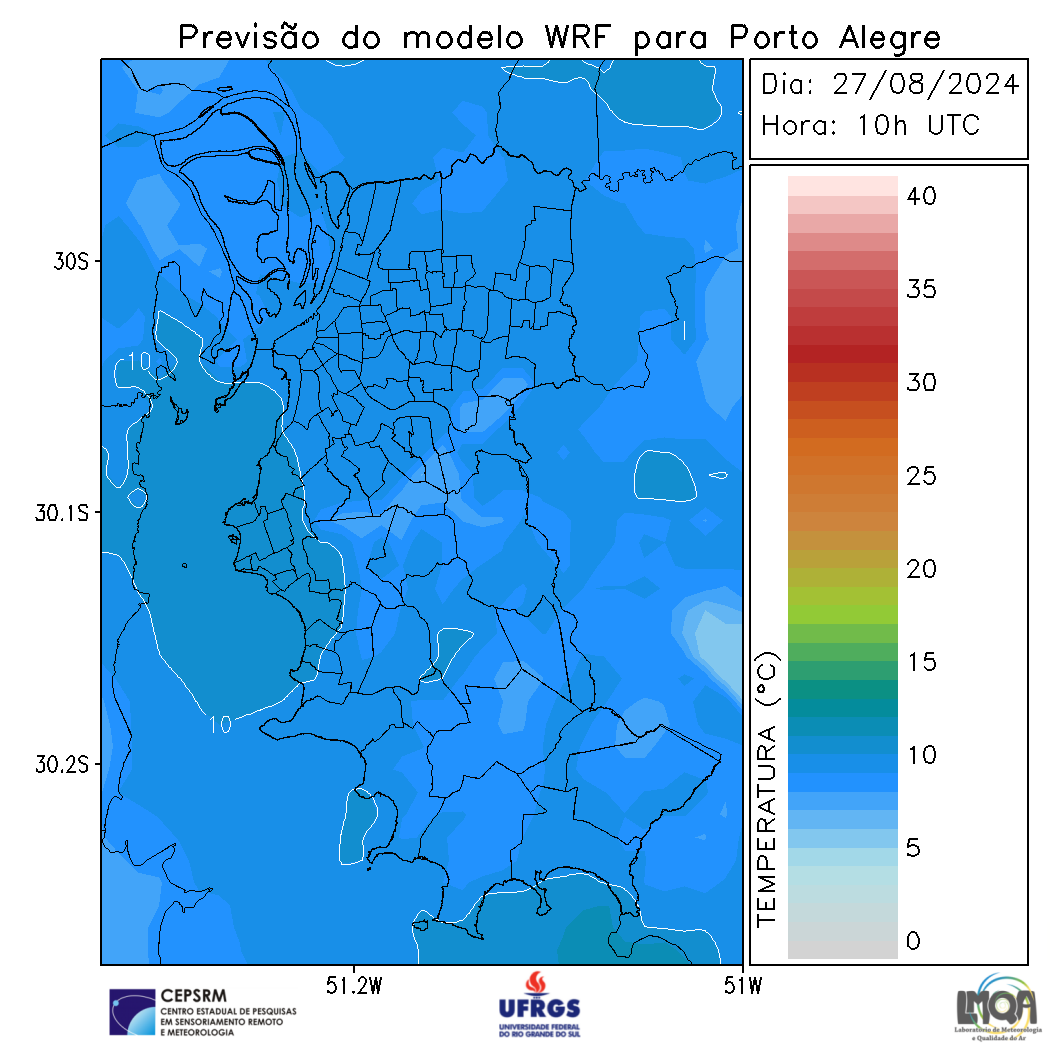 Previsão do modelo WRF para Porto Alegre
Dia: 27/08/2024
Hora: 10h UTC
40
35
30
25
20
15
10
5
0
TEMPERATURA (°C)
30S
30.1S
30.2S
51.2W
51W
10
10
CEPSRM
CENTRO ESTADUAL DE PESQUISAS
EM SENSORIAMENTO REMOTO
E METEOROLOGIA
UFRGS
UNIVERSIDADE FEDERAL
DO RIO GRANDE DO SUL
LMQA
Laboratório de Meteorologia
e Qualidade do Ar